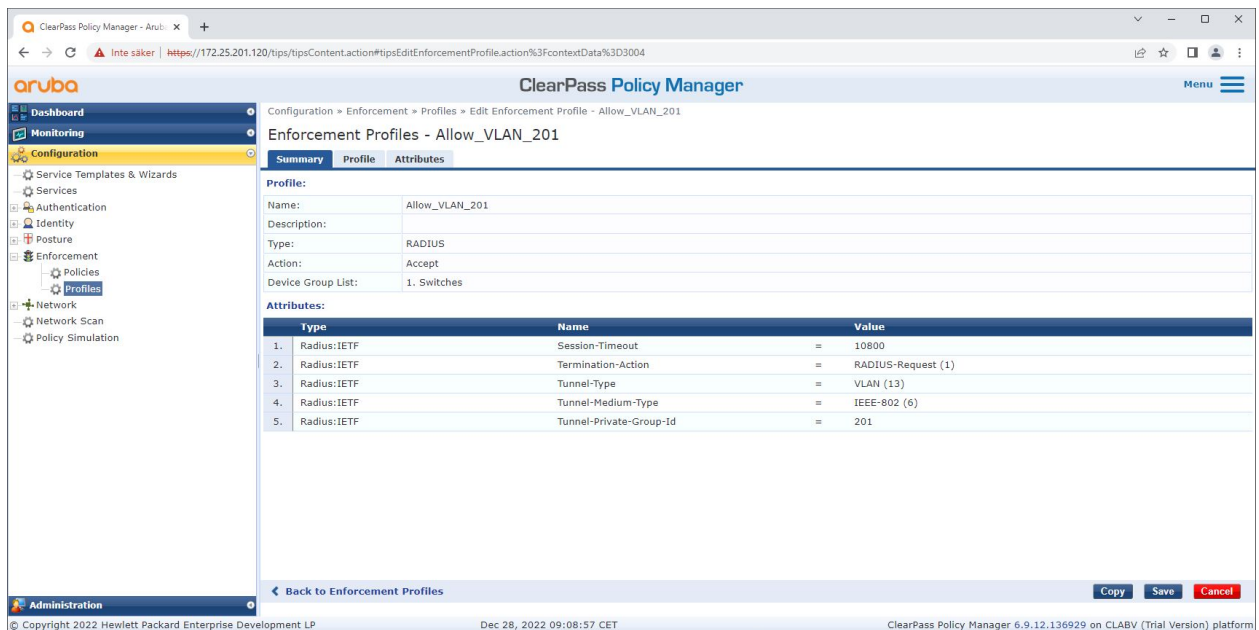 ClearPass Policy Manager - Arub
Inte säker | https://172.25.201.120/tips/tipsContent.action#tipsEditEnforcementProfile.action%3FcontextData%3D3004
aruba
ClearPass Policy Manager
Menu
Dashboard
Monitoring
Configuration
Service Templates & Wizards
Services
Authentication
Identity
Posture
Enforcement
Policies
Profiles
Network
Network Scan
Policy Simulation
Administration
Configuration » Enforcement » Profiles » Edit Enforcement Profile - Allow_VLAN_201
Enforcement Profiles - Allow_VLAN_201
Summary Profile Attributes
Profile:
Name: Allow_VLAN_201
Description:
Type: RADIUS
Action: Accept
Device Group List: 1. Switches
Attributes:
Type Name Value
1. Radius:IETF Session-Timeout = 10800
2. Radius:IETF Termination-Action = RADIUS-Request (1)
3. Radius:IETF Tunnel-Type = VLAN (13)
4. Radius:IETF Tunnel-Medium-Type = IEEE-802 (6)
5. Radius:IETF Tunnel-Private-Group-Id = 201
Back to Enforcement Profiles
Copy Save Cancel
© Copyright 2022 Hewlett Packard Enterprise Development LP Dec 28, 2022 09:08:57 CET ClearPass Policy Manager 6.9.12.136929 on CLABV (Trial Version) platform